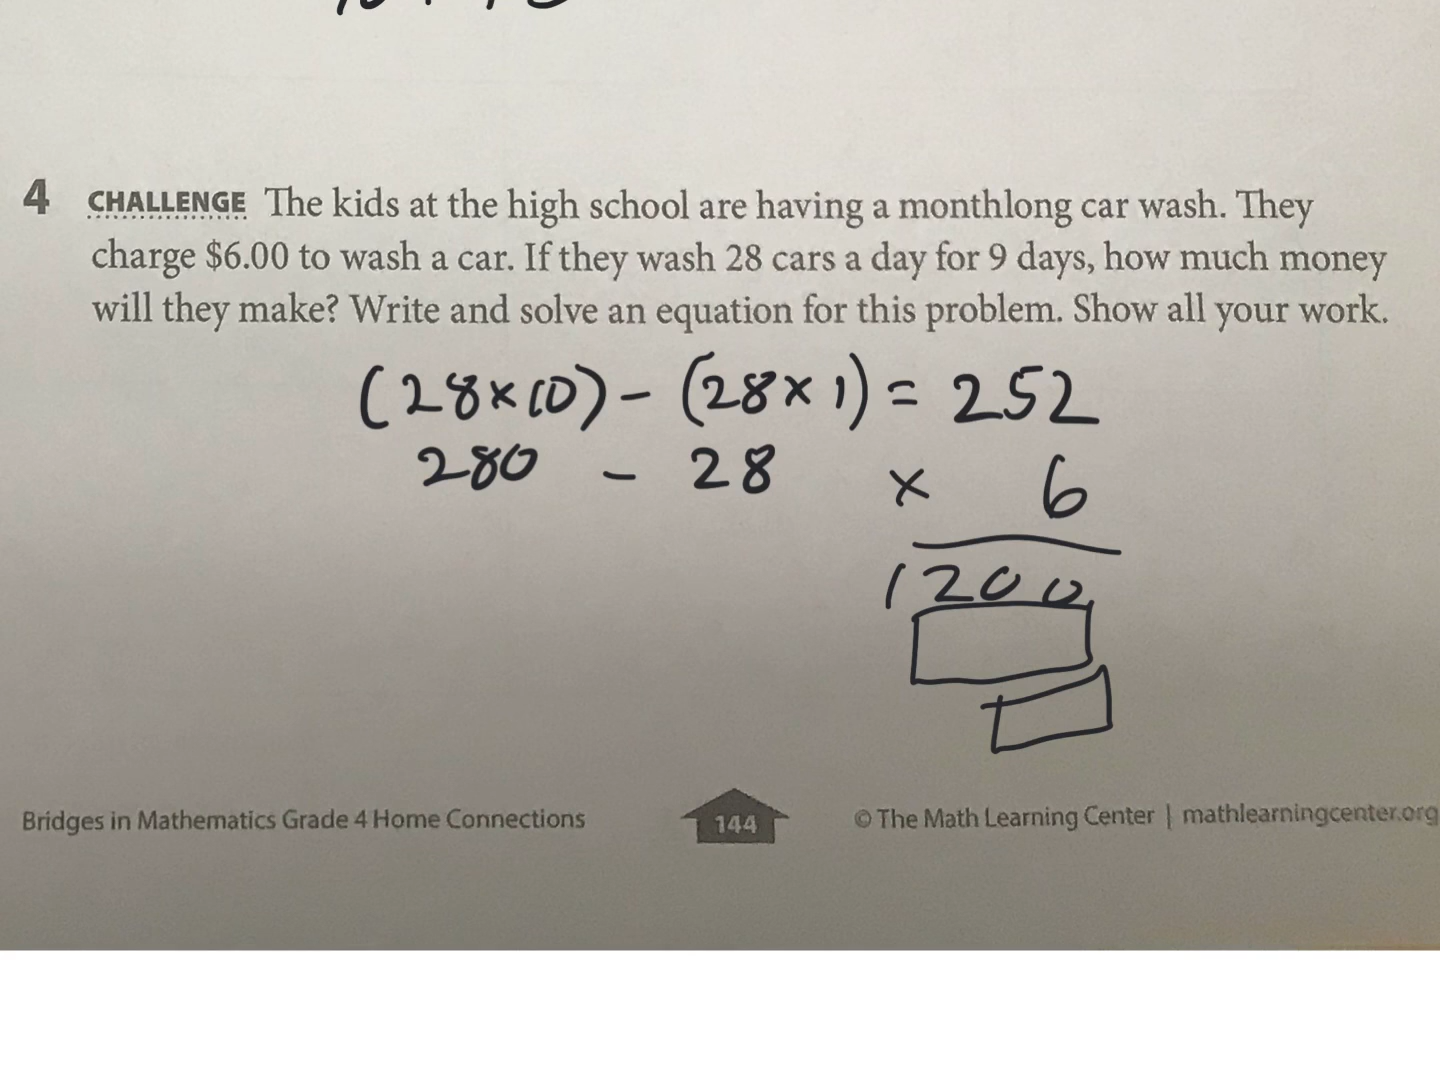 4 CHALLENGE The kids at the high school are having a monthlong car wash. They
charge $6.00 to wash a car. If they wash 28 cars a day for 9 days, how much money
will they make? Write and solve an equation for this problem. Show all your work.
(28×10) - (28×1) = 252
280 - 28 × 6
1200
Bridges in Mathematics Grade 4 Home Connections 144 © The Math Learning Center | mathlearningcenter.org